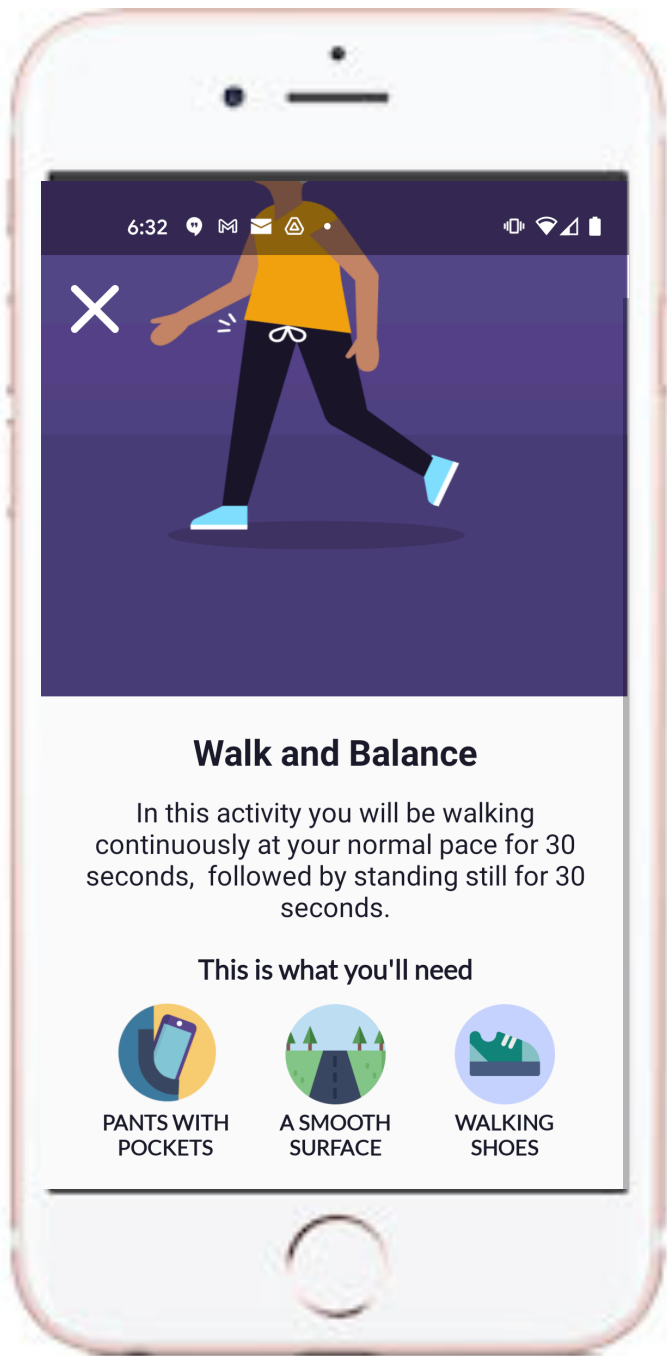 6:32
Walk and Balance
In this activity you will be walking
continuously at your normal pace for 30
seconds,  followed by standing still for 30
seconds.
This is what you'll need
PANTS WITH
POCKETS
A SMOOTH
SURFACE
WALKING
SHOES